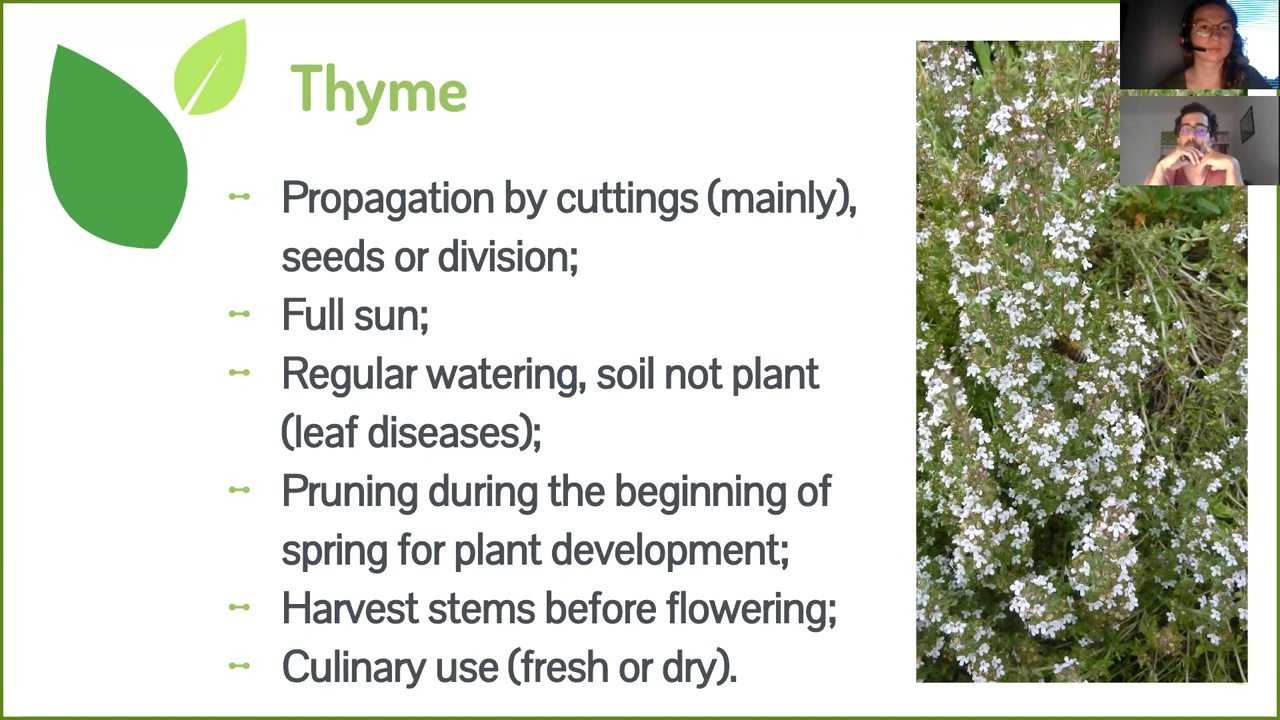 Thyme
Propagation by cuttings (mainly),
seeds or division;
Full sun;
Regular watering, soil not plant
(leaf diseases);
Pruning during the beginning of
spring for plant development;
Harvest stems before flowering;
Culinary use (fresh or dry).